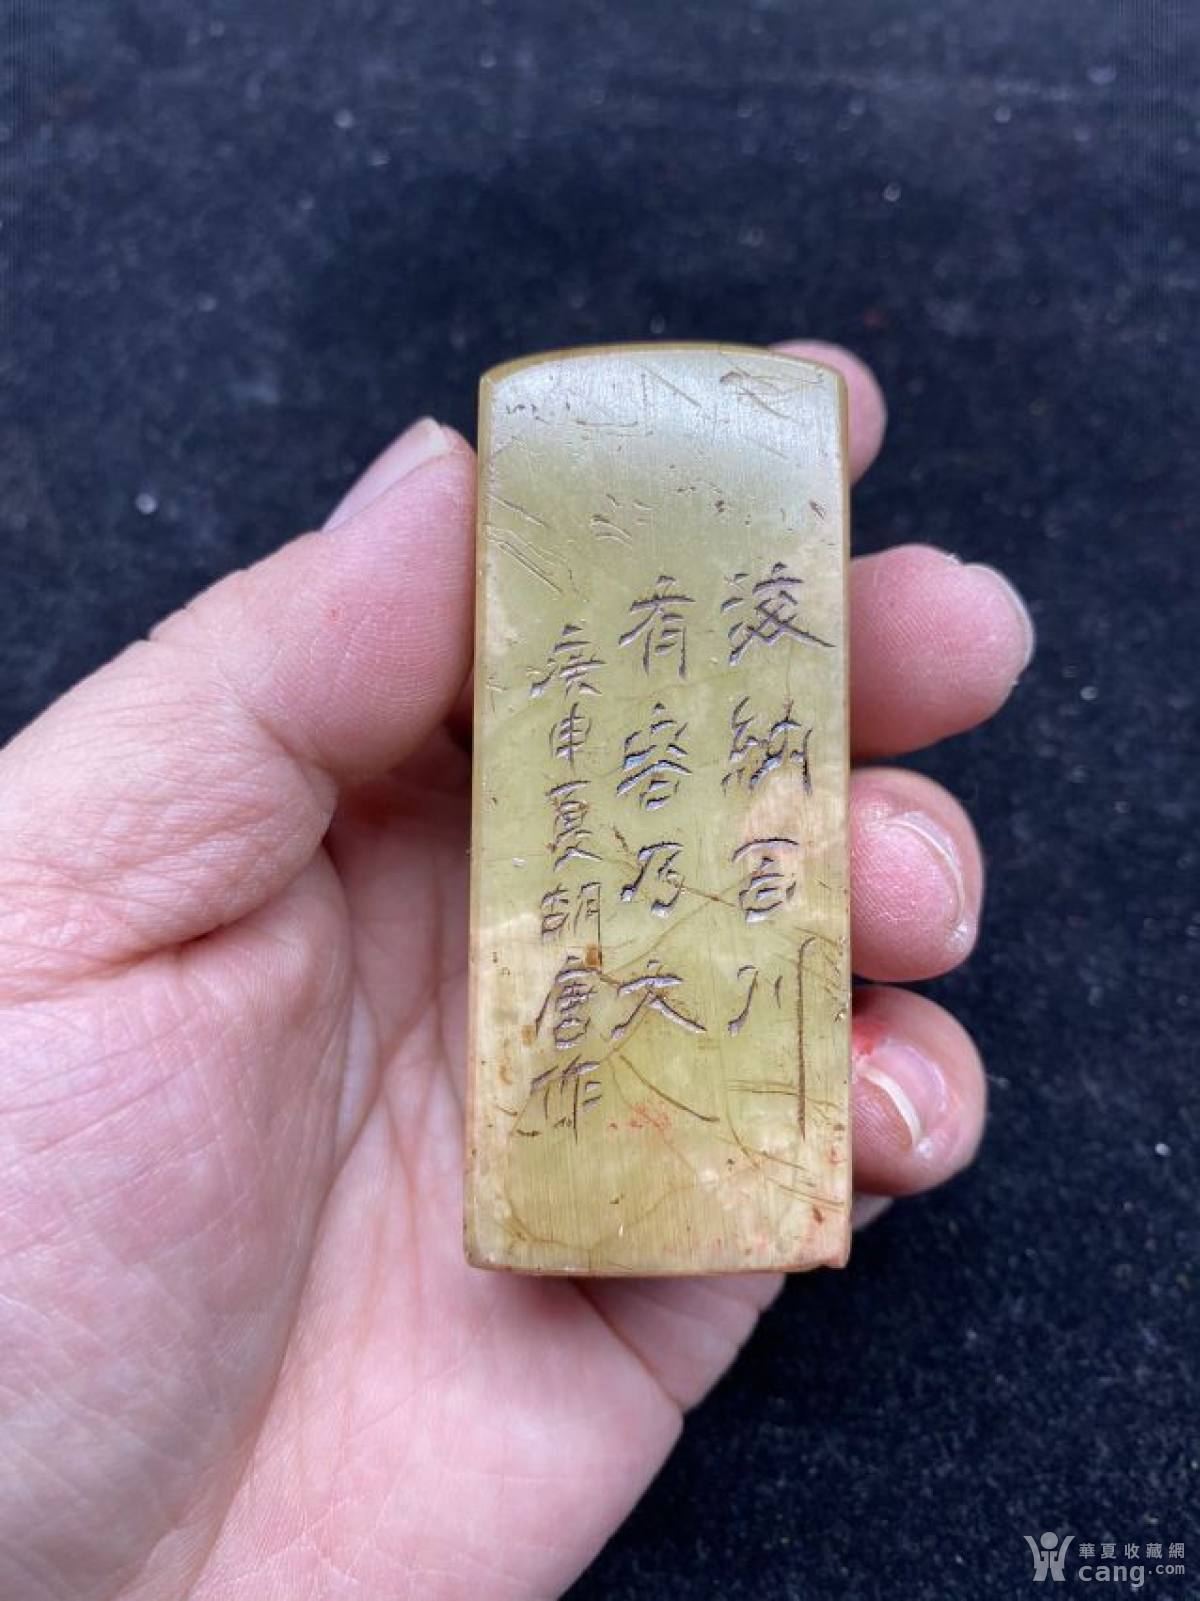 海納百川
有容乃大
庚申夏胡唐作
華夏收藏網
cang.com